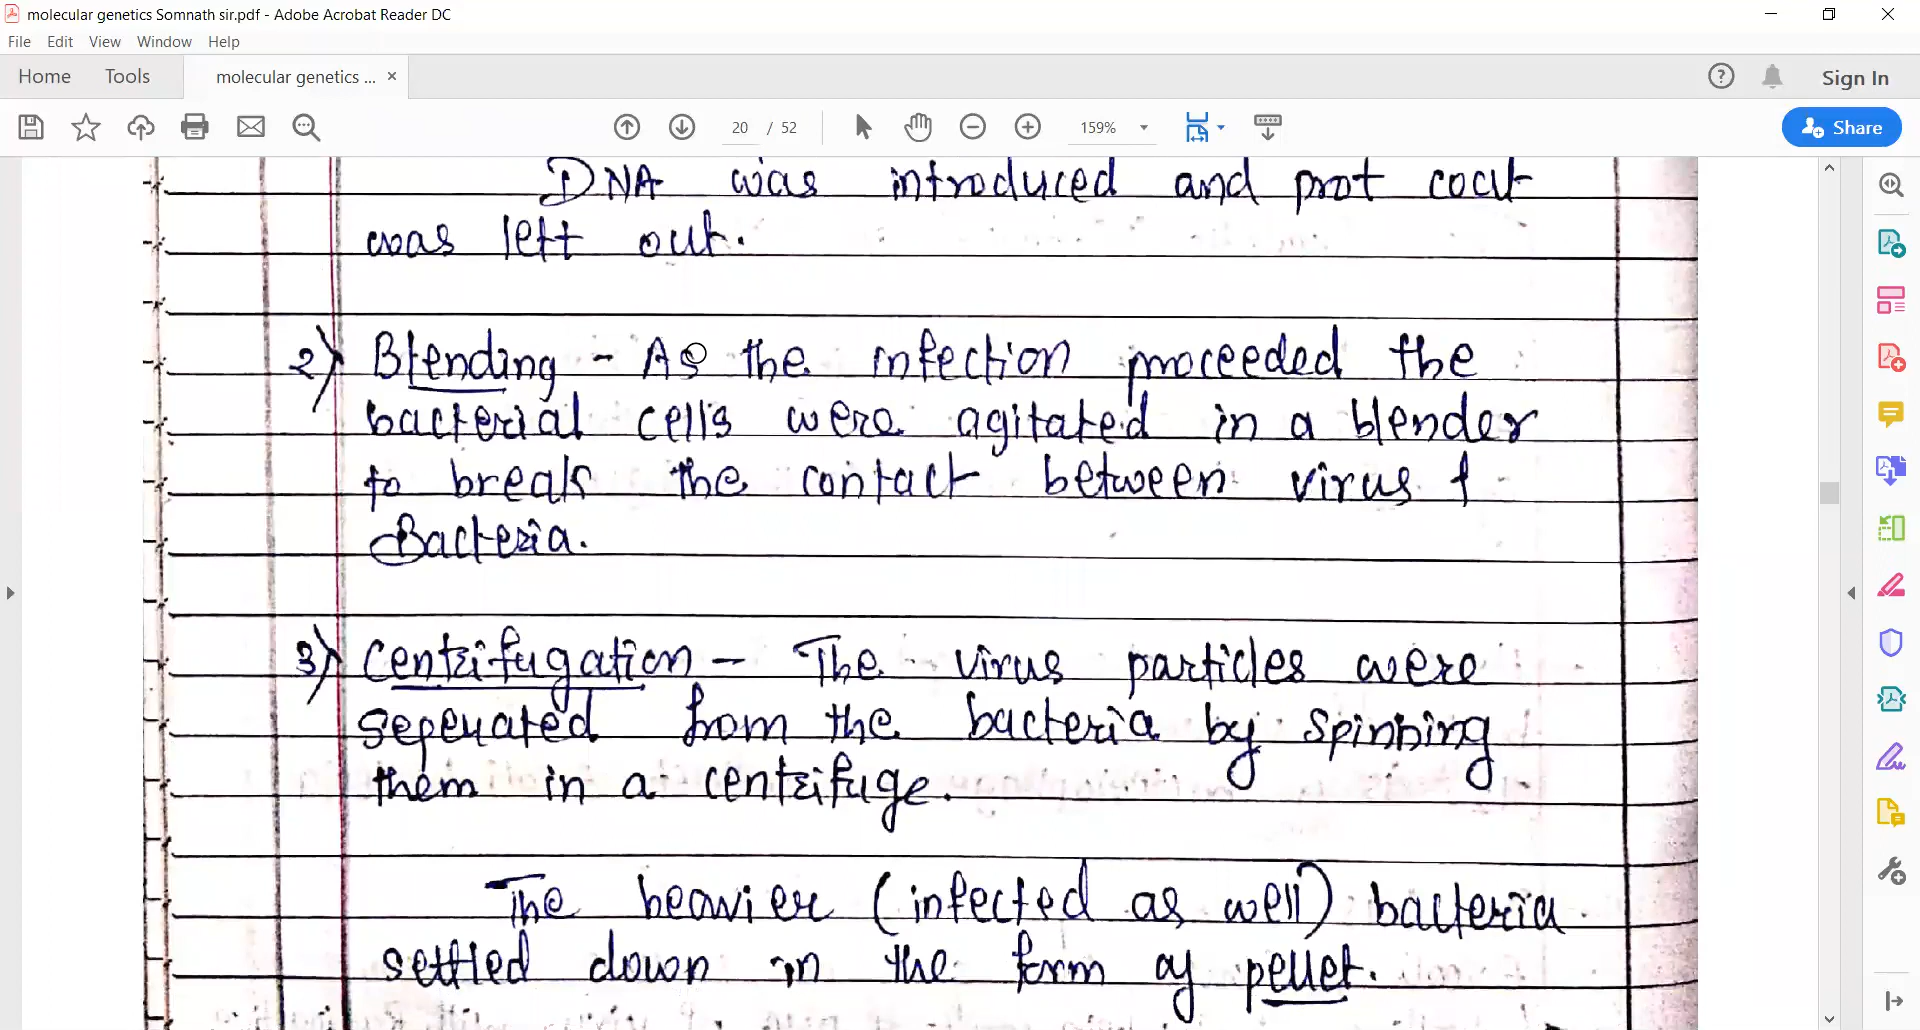 molecular genetics Somnath sir.pdf - Adobe Acrobat Reader DC
File Edit View Window Help
Home Tools molecular genetics ... × Sign In
20 / 52 159% Share
DNA was introduced and prot coat
was left out.
2) Blending - As the infection proceeded the
bacterial cells were agitated in a blender
to break the contact between virus &
Bacteria.
3) Centrifugation - The virus particles were
seperated from the bacteria by spinning
them in a centrifuge.
The heavier (infected as well) bacteria
settled down in the form of pellet.